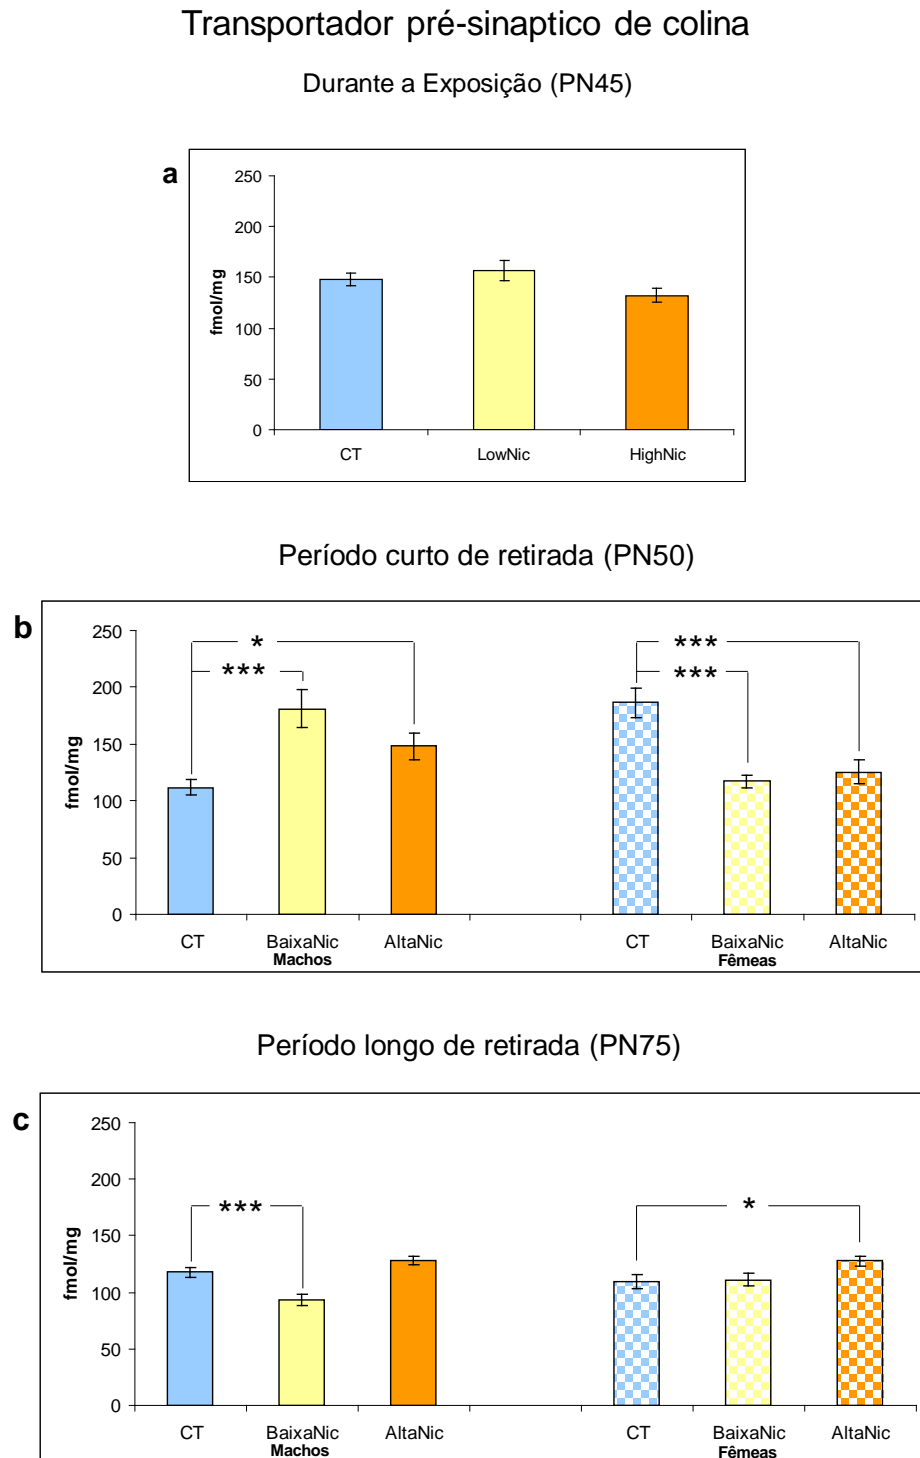 Transportador pré-sinaptico de colina
Durante a Exposição (PN45)
a
250
200
150
100
50
0
fmol/mg
CT LowNic HighNic
Período curto de retirada (PN50)
b
250
200
150
100
50
0
fmol/mg
*
***
***
***
CT BaixaNic AltaNic CT BaixaNic AltaNic
Machos Fêmeas
Período longo de retirada (PN75)
c
250
200
150
100
50
0
fmol/mg
*** *
CT BaixaNic AltaNic CT BaixaNic AltaNic
Machos Fêmeas